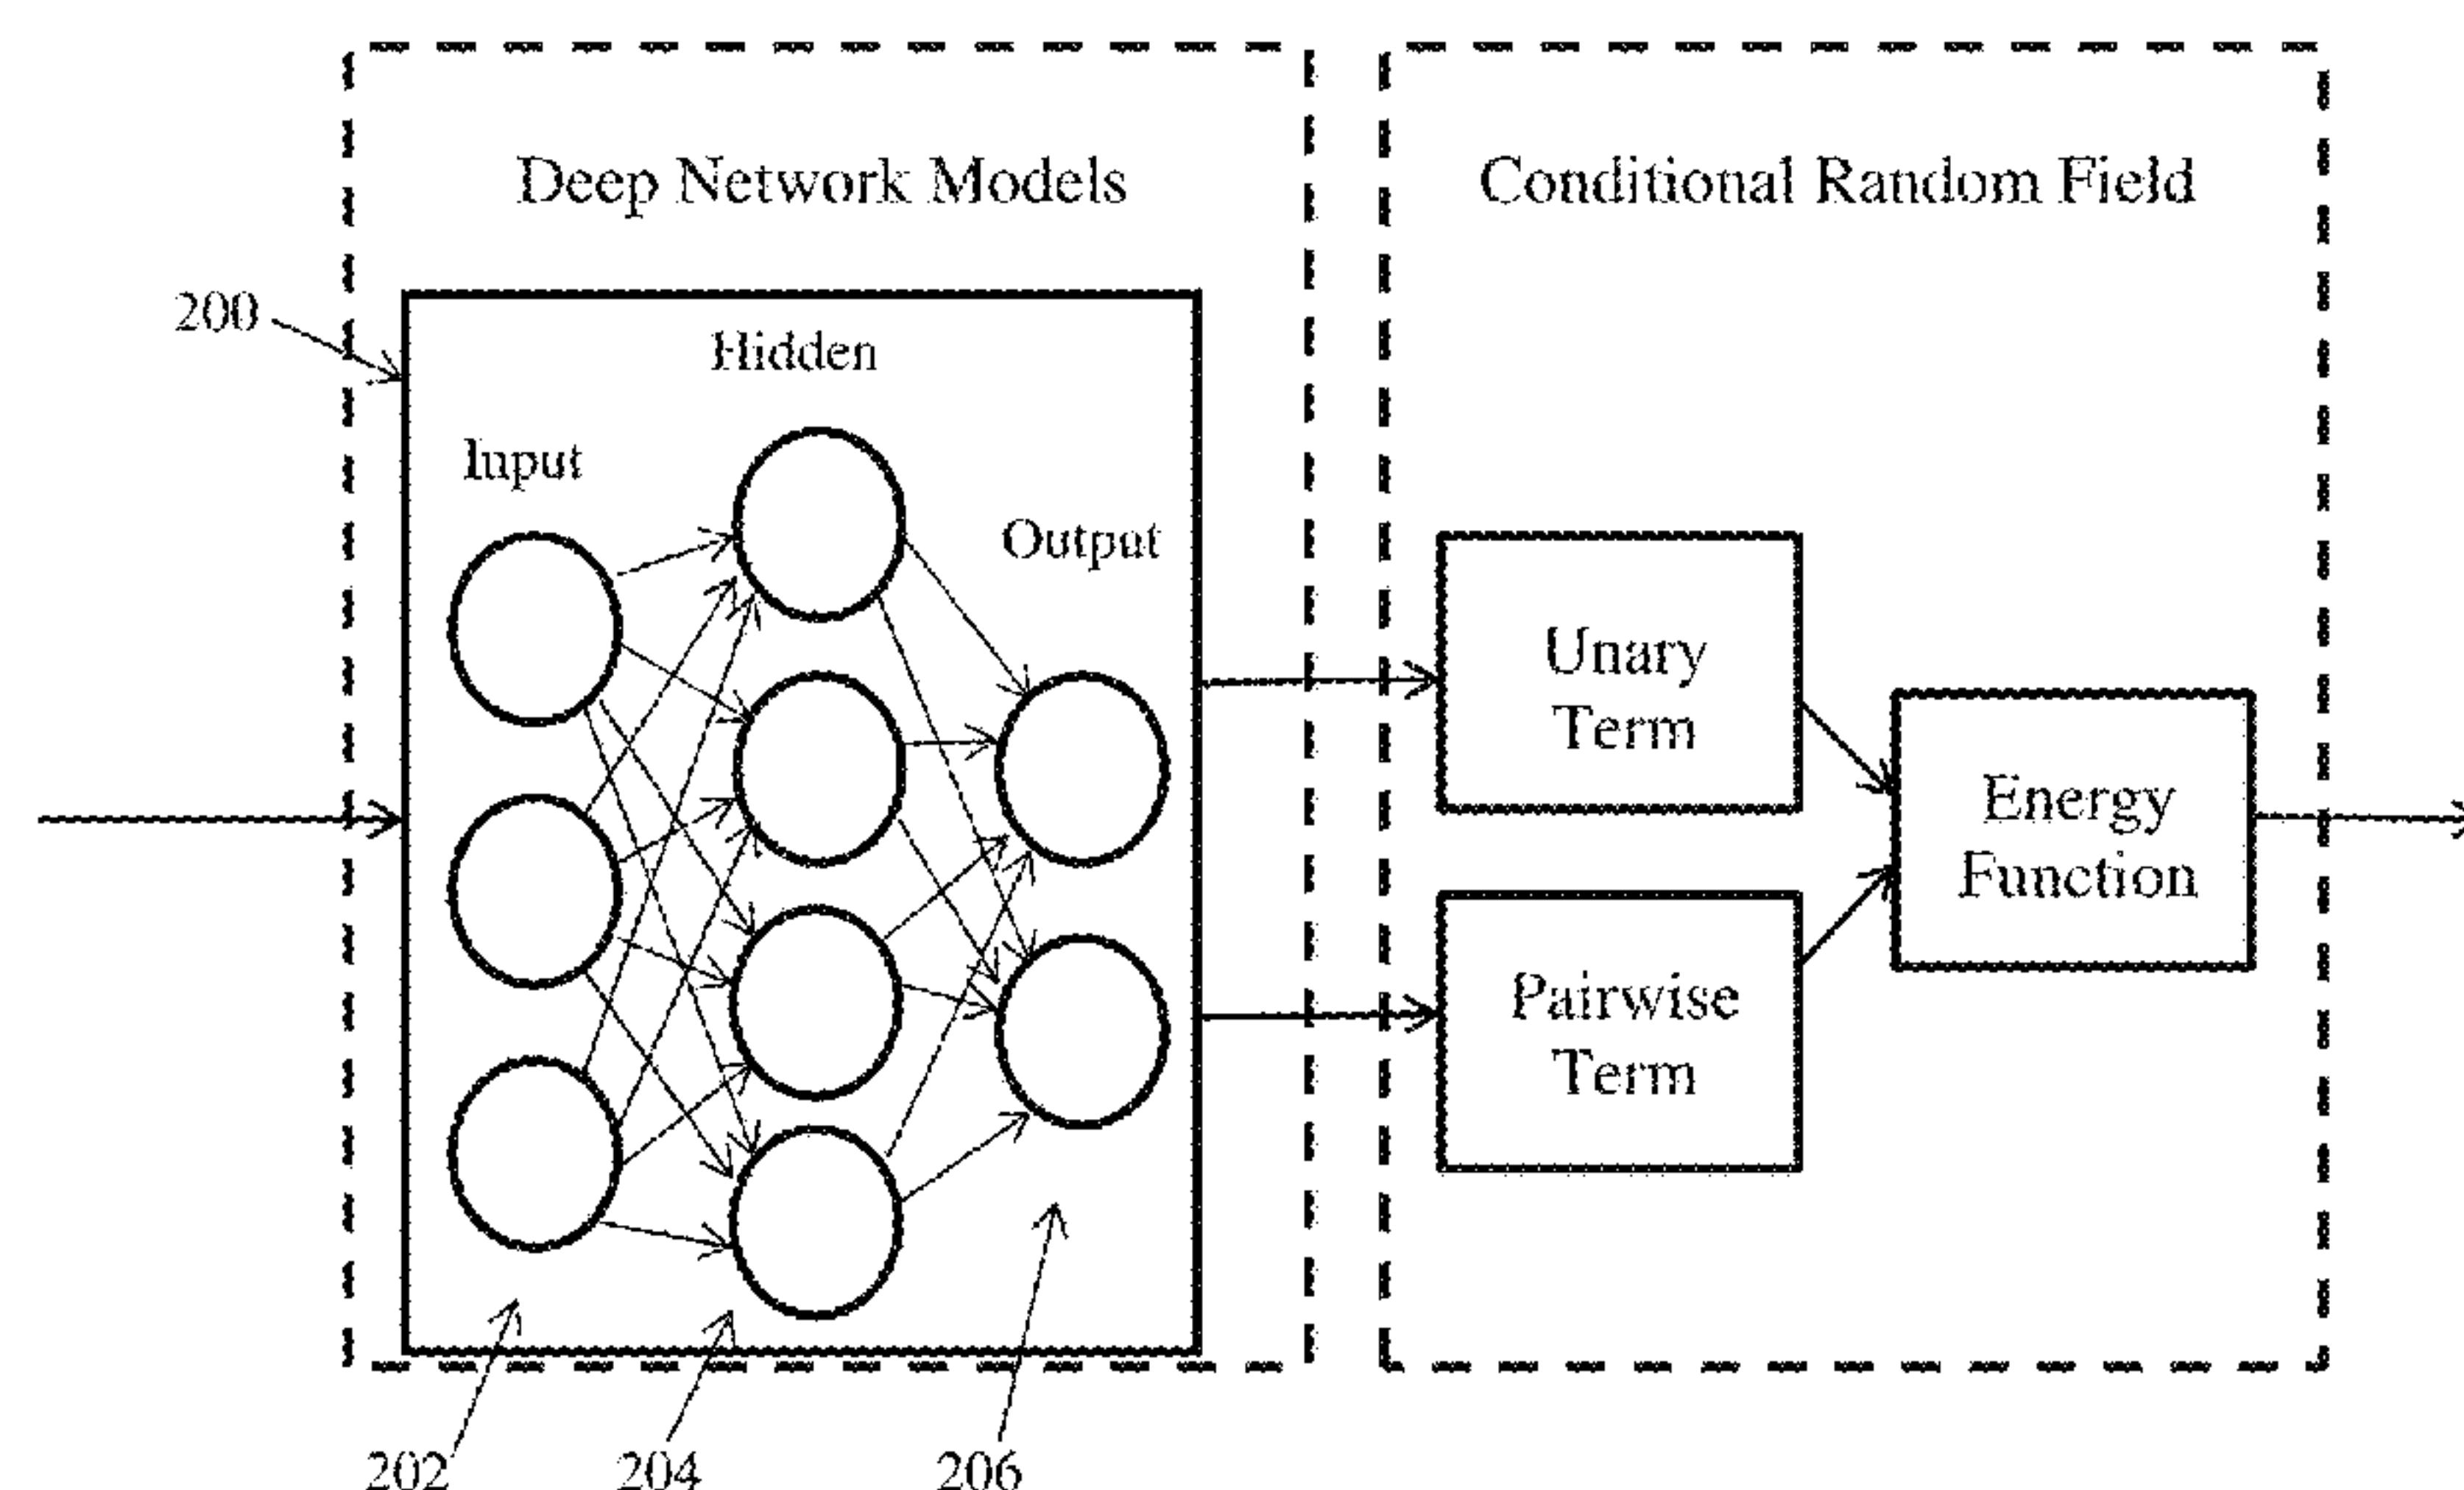 Deep Network Models
Conditional Random Field
200
Hidden
Input
Output
Unary
Term
Energy
Function
Pairwise
Term
202
204
206